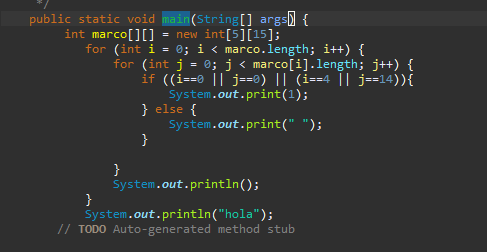 */
public static void main(String[] args) {
int marco[][] = new int[5][15];
for (int i = 0; i < marco.length; i++) {
for (int j = 0; j < marco[i].length; j++) {
if ((i==0 || j==0) || (i==4 || j==14)){
System.out.print(1);
} else {
System.out.print(" ");
}
}
System.out.println();
}
System.out.println("hola");
// TODO Auto-generated method stub